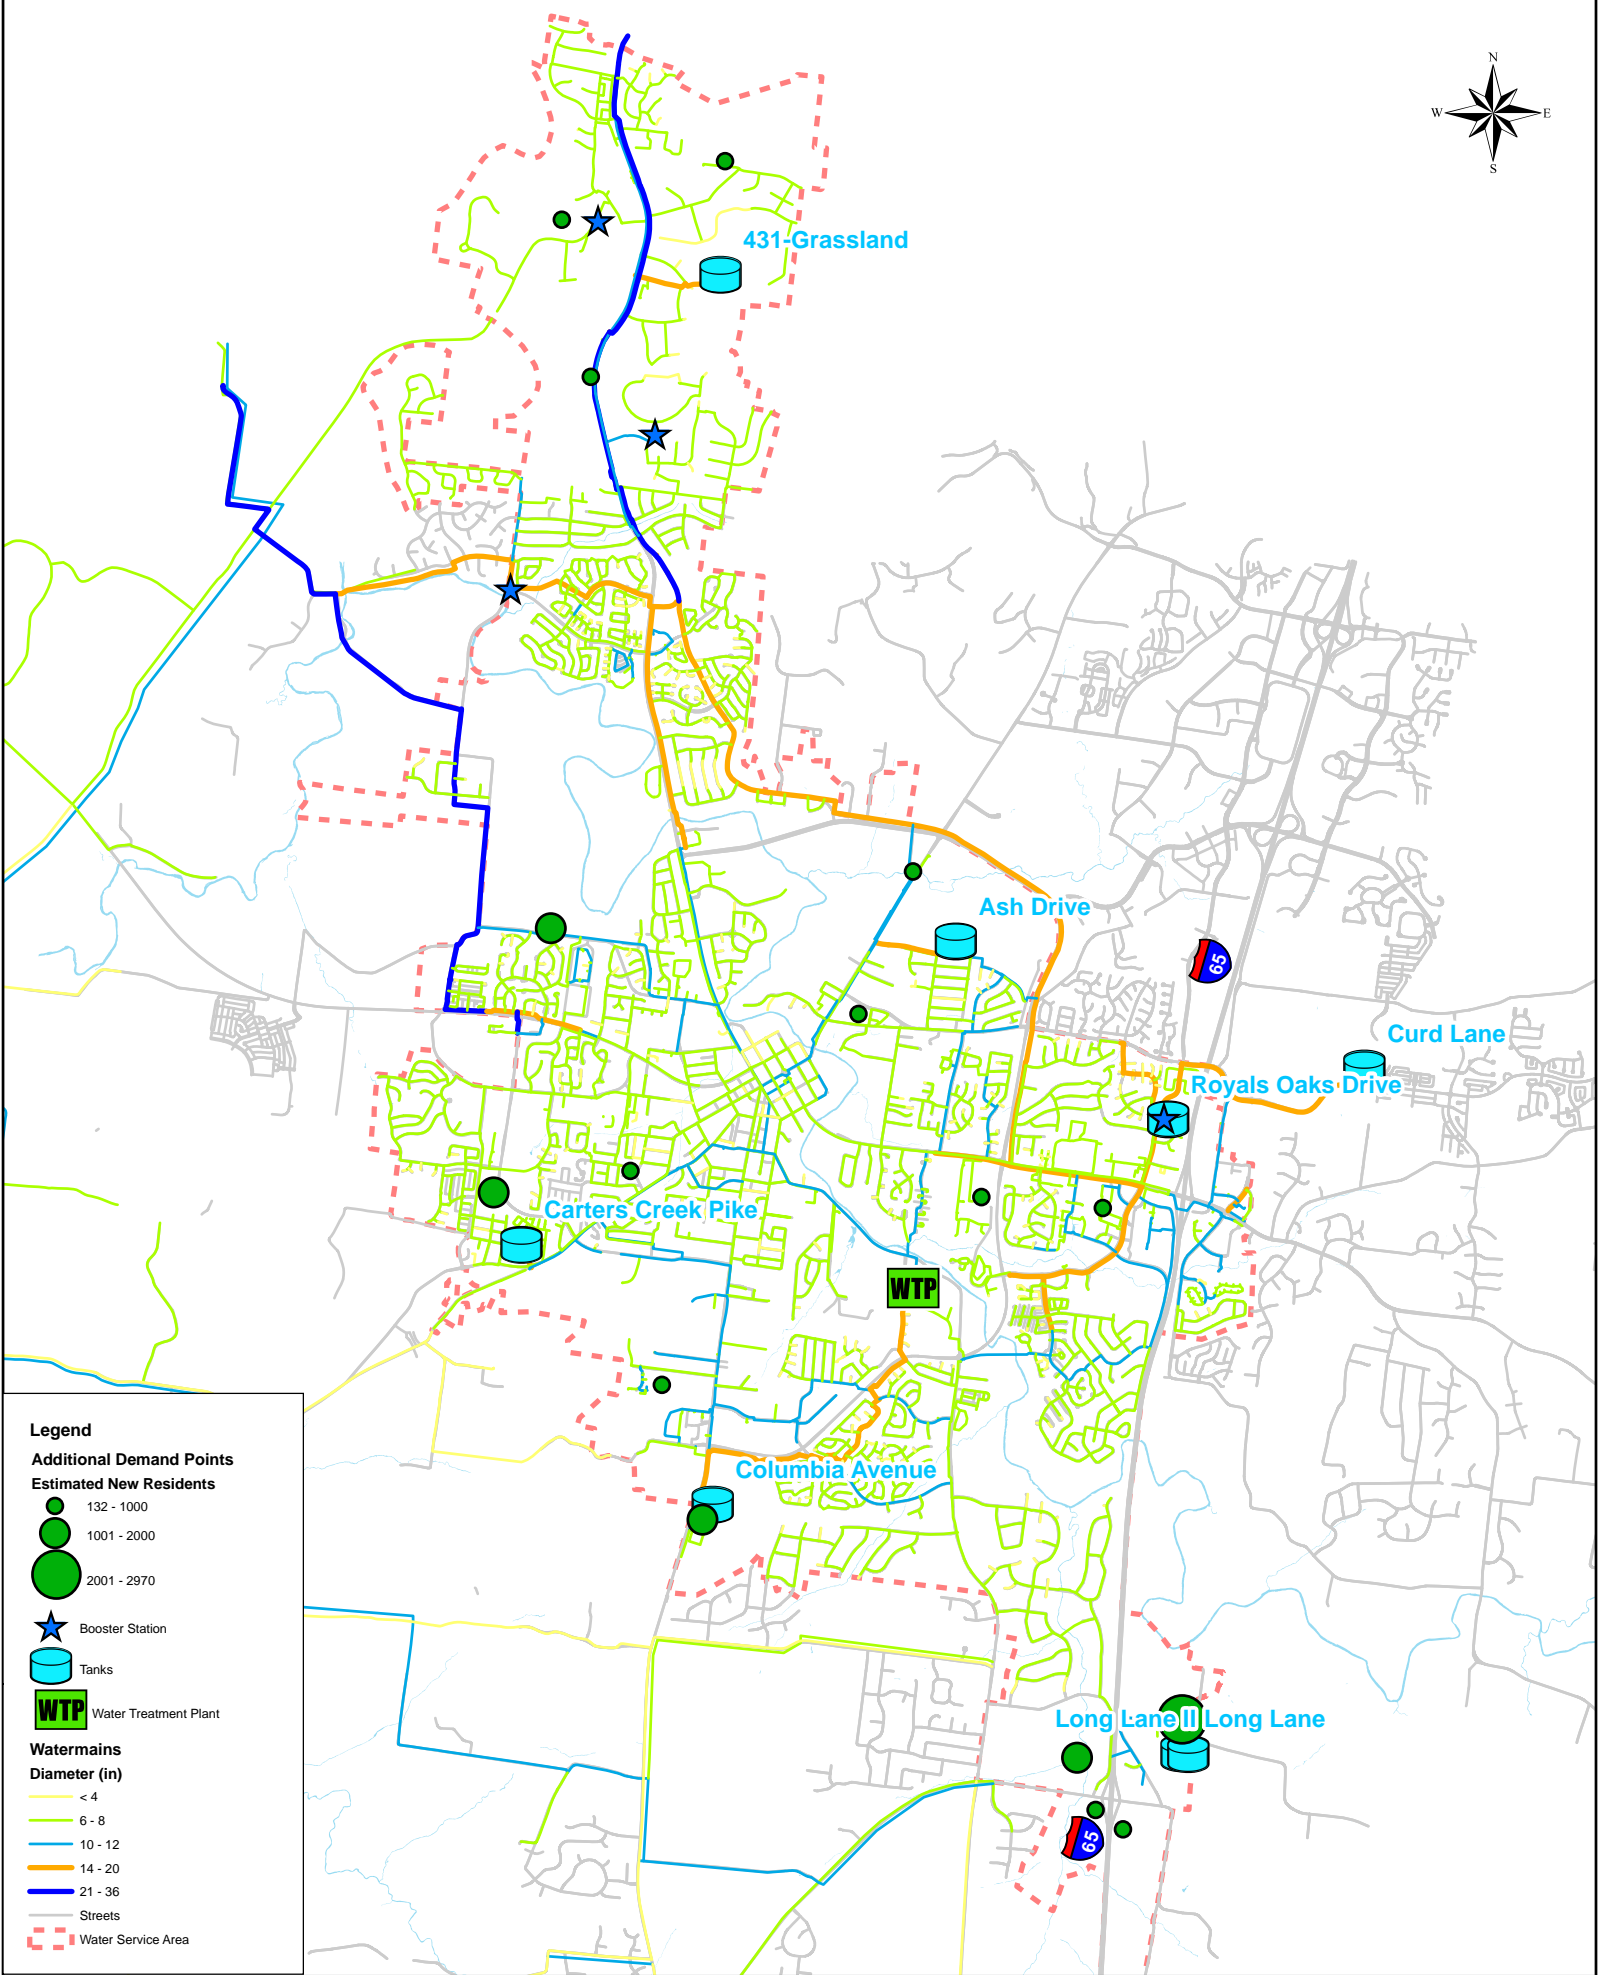 N
W E
S
431-Grassland
Ash Drive
65
Curd Lane
Royals Oaks Drive
Carters Creek Pike
WTP
Columbia Avenue
Long Lane II Long Lane
65
Legend
Additional Demand Points
Estimated New Residents
132 - 1000
1001 - 2000
2001 - 2970
Booster Station
Tanks
WTP Water Treatment Plant
Watermains
Diameter (in)
< 4
6 - 8
10 - 12
14 - 20
21 - 36
Streets
Water Service Area